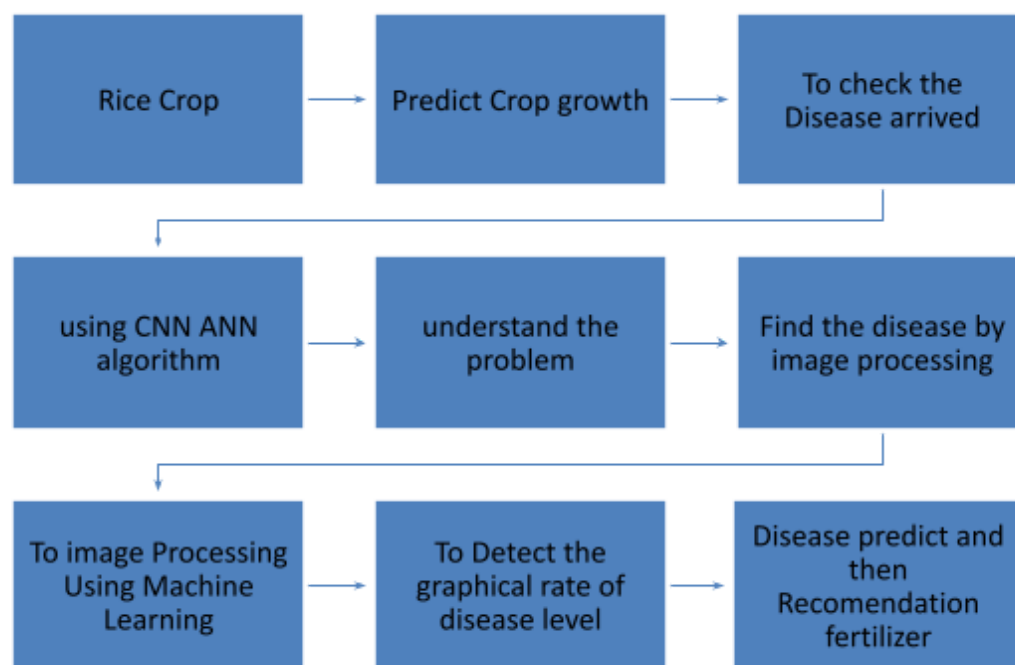 Rice Crop
Predict Crop growth
To check the
Disease arrived
using CNN ANN
algorithm
understand the
problem
Find the disease by
image processing
To image Processing
Using Machine
Learning
To Detect the
graphical rate of
disease level
Disease predict and
then
Recomendation
fertilizer